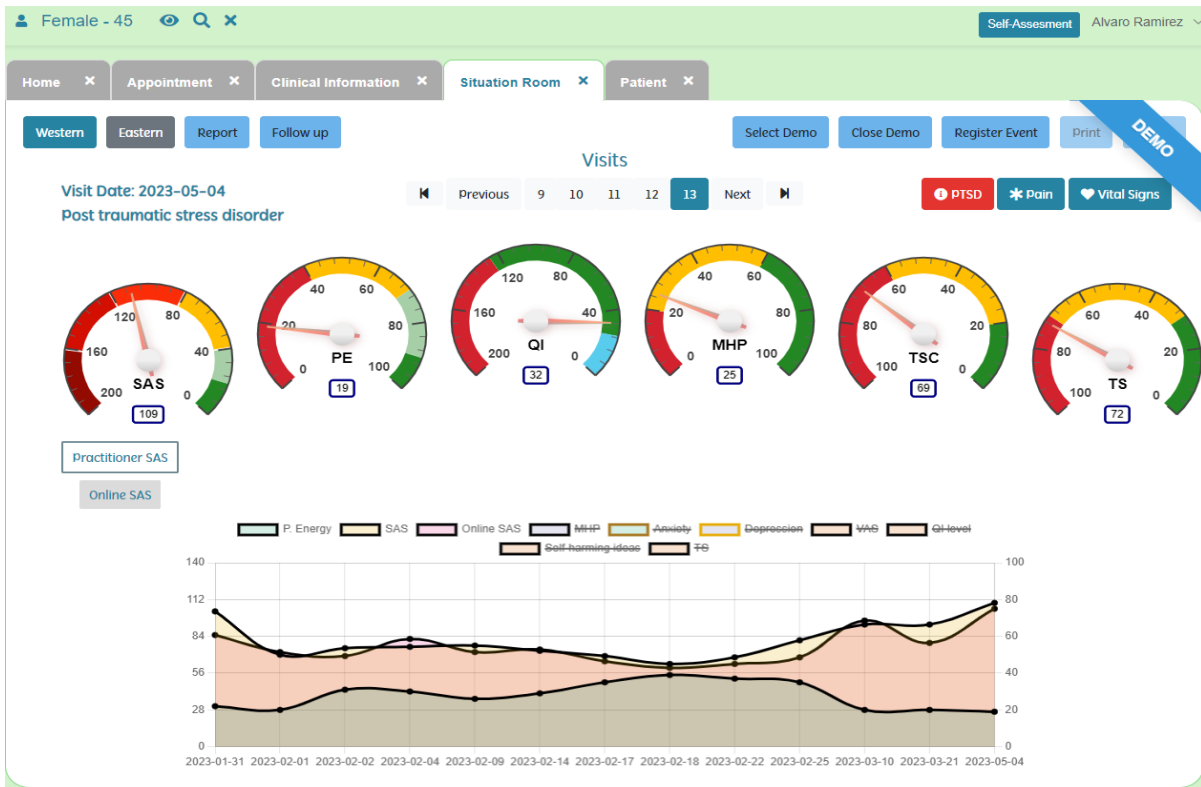 Female - 45
Self-Assesment Alvaro Ramirez
Home Appointment Clinical Information Situation Room Patient
Western Eastern Report Follow up Select Demo Close Demo Register Event Print
DEMO
Visits
Visit Date: 2023-05-04
Post traumatic stress disorder
Previous 9 10 11 12 13 Next
PTSD Pain Vital Signs
200 160 120 80 40 0
SAS
109
0 20 40 60 80 100
PE
19
200 160 120 80 40 0
QI
32
0 20 40 60 80 100
MHP
25
100 80 60 40 20 0
TSC
69
100 80 60 40 20 0
TS
72
Practitioner SAS
Online SAS
P. Energy SAS Online SAS MHP Anxiety Depression VAS QI level
Self harming ideas TS
140 100
112 80
84 60
56 40
28 20
0 0
2023-01-31 2023-02-01 2023-02-02 2023-02-04 2023-02-09 2023-02-14 2023-02-17 2023-02-18 2023-02-22 2023-02-25 2023-03-10 2023-03-21 2023-05-04